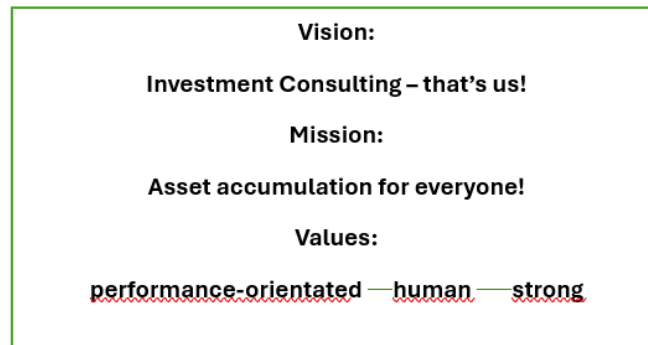 Vision:
Investment Consulting – that’s us!
Mission:
Asset accumulation for everyone!
Values:
performance-orientated — human — strong